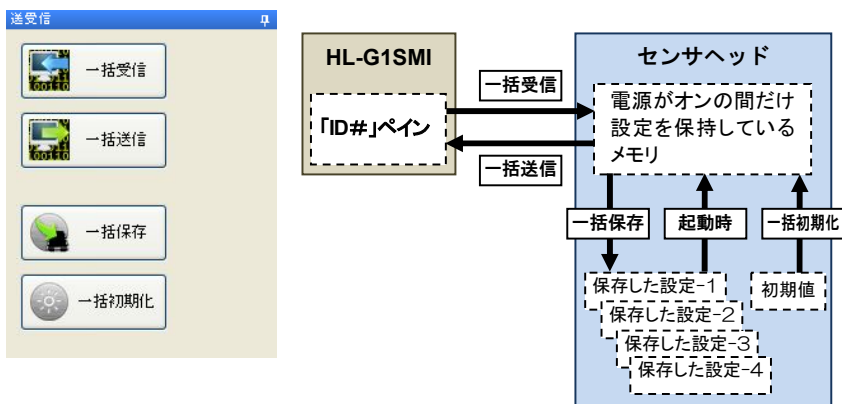 送受信
一括受信
一括送信
一括保存
一括初期化
HL-G1SMI
「ID#」ペイン
一括受信
一括送信
センサヘッド
電源がオンの間だけ
設定を保持している
メモリ
一括保存
起動時
一括初期化
保存した設定-1
保存した設定-2
保存した設定-3
保存した設定-4
初期値